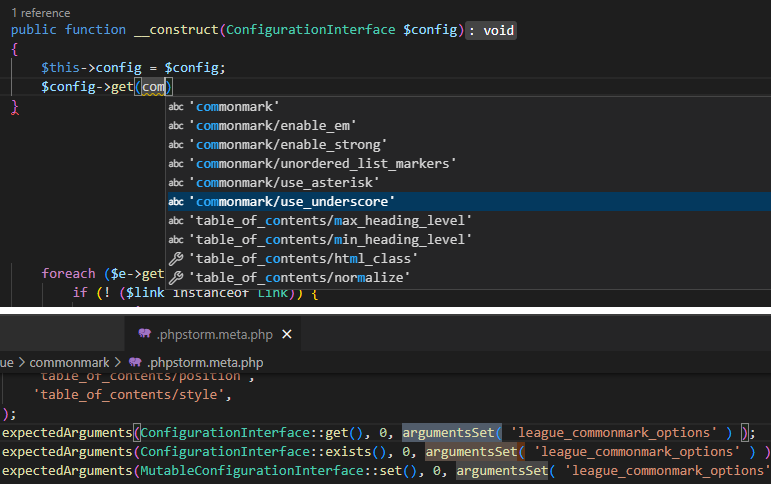 1 reference
public function __construct(ConfigurationInterface $config): void
{
$this->config = $config;
$config->get(com)
}
abc 'commonmark'
abc 'commonmark/enable_em'
abc 'commonmark/enable_strong'
abc 'commonmark/unordered_list_markers'
abc 'commonmark/use_asterisk'
abc 'commonmark/use_underscore'
abc 'table_of_contents/max_heading_level'
abc 'table_of_contents/min_heading_level'
'table_of_contents/html_class'
'table_of_contents/normalize'
foreach ($e->get
if (! ($link instanceof Link)) {
.phpstorm.meta.php ×
ue > commonmark > .phpstorm.meta.php
'table_of_contents/position',
'table_of_contents/style',
);
expectedArguments(ConfigurationInterface::get(), 0, argumentsSet( 'league_commonmark_options' ) );
expectedArguments(ConfigurationInterface::exists(), 0, argumentsSet( 'league_commonmark_options' ) )
expectedArguments(MutableConfigurationInterface::set(), 0, argumentsSet( 'league_commonmark_options'